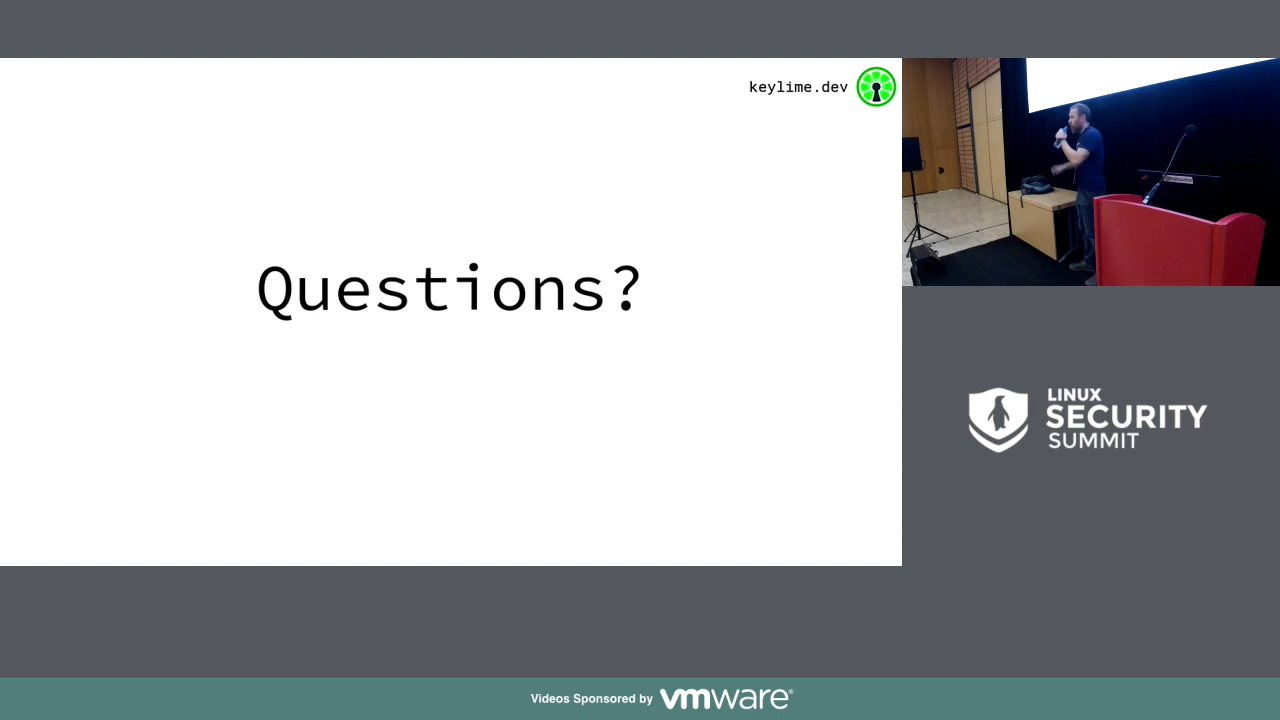 keylime.dev
Questions?
LINUX
SECURITY
SUMMIT
Videos Sponsored by vmware®